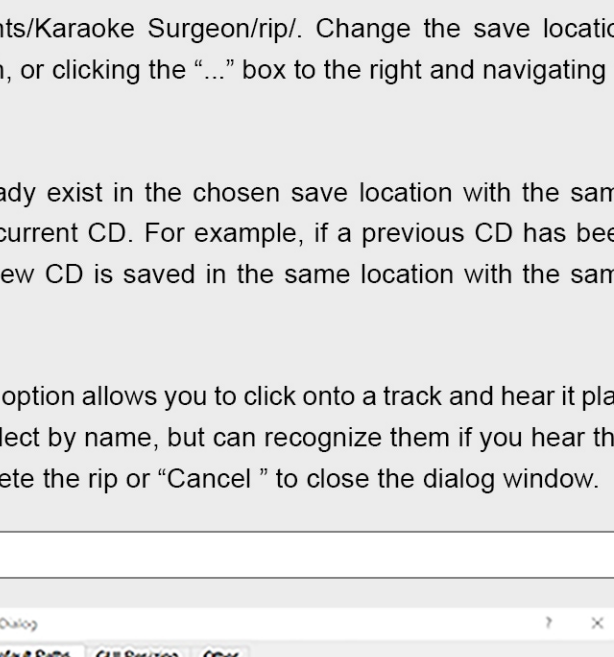 nts/Karaoke Surgeon/rip/. Change the save locatio
n, or clicking the “...” box to the right and navigating
ady exist in the chosen save location with the sam
current CD. For example, if a previous CD has bee
ew CD is saved in the same location with the sam
option allows you to click onto a track and hear it pla
lect by name, but can recognize them if you hear th
ete the rip or “Cancel ” to close the dialog window.
Dialog ? ×
Other